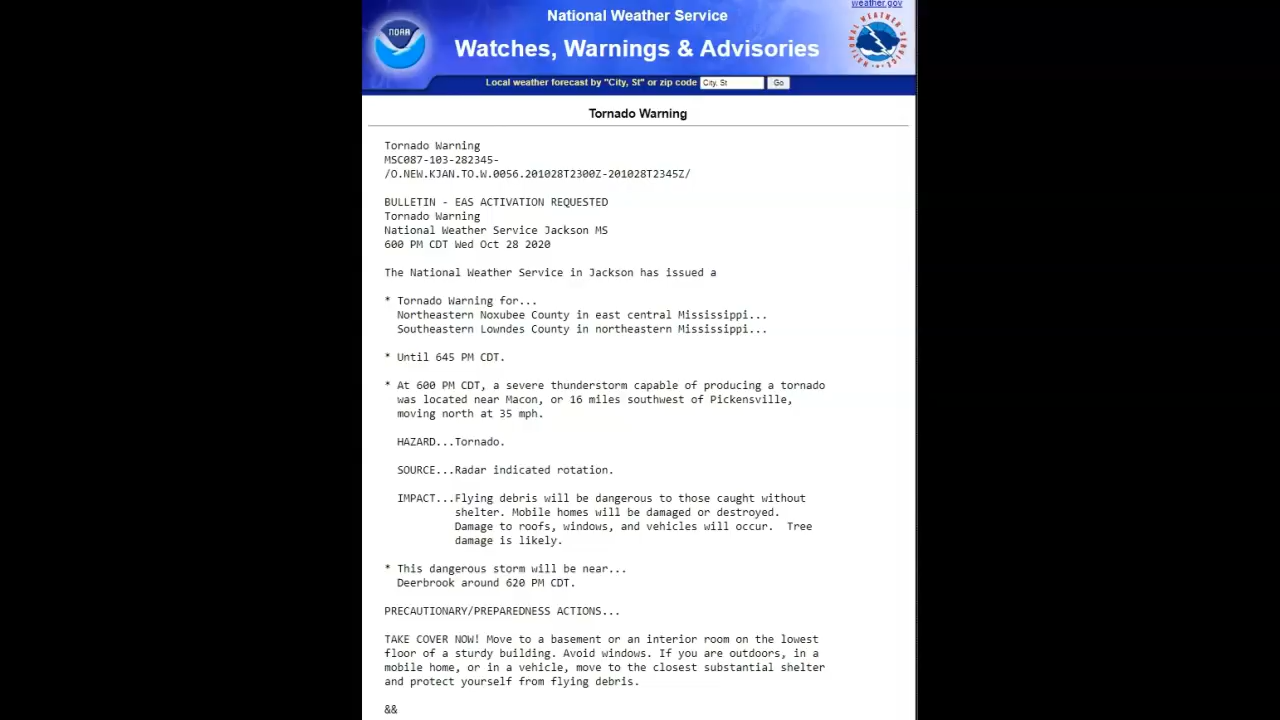 weather.gov
National Weather Service
NOAA
Watches, Warnings & Advisories
NATIONAL WEATHER SERVICE
Local weather forecast by "City, St" or zip code City, St Go
Tornado Warning
Tornado Warning
MSC087-103-282345-
/O.NEW.KJAN.TO.W.0056.201028T2300Z-201028T2345Z/
BULLETIN - EAS ACTIVATION REQUESTED
Tornado Warning
National Weather Service Jackson MS
600 PM CDT Wed Oct 28 2020
The National Weather Service in Jackson has issued a
* Tornado Warning for...
Northeastern Noxubee County in east central Mississippi...
Southeastern Lowndes County in northeastern Mississippi...
* Until 645 PM CDT.
* At 600 PM CDT, a severe thunderstorm capable of producing a tornado
was located near Macon, or 16 miles southwest of Pickensville,
moving north at 35 mph.
HAZARD...Tornado.
SOURCE...Radar indicated rotation.
IMPACT...Flying debris will be dangerous to those caught without
shelter. Mobile homes will be damaged or destroyed.
Damage to roofs, windows, and vehicles will occur.  Tree
damage is likely.
* This dangerous storm will be near...
Deerbrook around 620 PM CDT.
PRECAUTIONARY/PREPAREDNESS ACTIONS...
TAKE COVER NOW! Move to a basement or an interior room on the lowest
floor of a sturdy building. Avoid windows. If you are outdoors, in a
mobile home, or in a vehicle, move to the closest substantial shelter
and protect yourself from flying debris.
&&